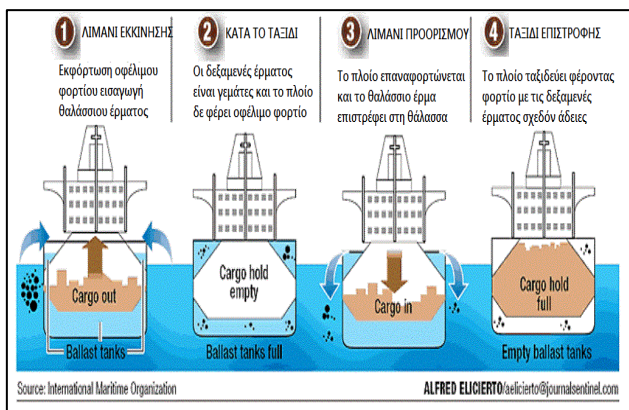 1 ΛΙΜΑΝΙ ΕΚΚΙΝΗΣΗΣ
Εκφόρτωση οφέλιμου
φορτίου εισαγωγή
θαλάσσιου έρματος
2 ΚΑΤΑ ΤΟ ΤΑΞΙΔΙ
Οι δεξαμενές έρματος
είναι γεμάτες και το πλοίο
δε φέρει οφέλιμο φορτίο
3 ΛΙΜΑΝΙ ΠΡΟΟΡΙΣΜΟΥ
Το πλοίο επαναφορτώνεται
και το θαλάσσιο έρμα
επιστρέφει στη θάλασσα
4 ΤΑΞΙΔΙ ΕΠΙΣΤΡΟΦΗΣ
Το πλοίο ταξιδεύει φέροντας
φορτίο με τις δεξαμενές
έρματος σχεδόν άδειες
Cargo out
Ballast tanks
Cargo hold
empty
Ballast tanks full
Cargo in
Cargo hold
full
Empty ballast tanks
Source: International Maritime Organization
ALFRED ELICIERTO/aelicierto@journalsentinel.com